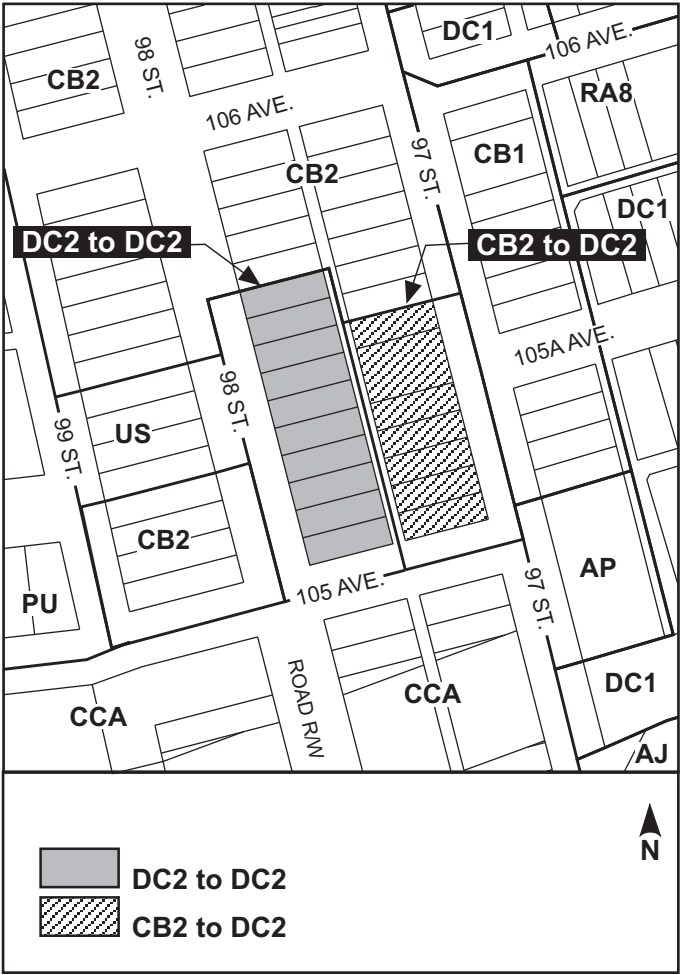 DC1
98 ST.
106 AVE.
CB2
RA8
106 AVE.
97 ST.
CB1
CB2
DC1
DC2 to DC2
CB2 to DC2
105A AVE.
98 ST.
99 ST.
US
CB2
AP
105 AVE.
97 ST.
PU
ROAD R/W
DC1
CCA
CCA
AJ
N
DC2 to DC2
CB2 to DC2